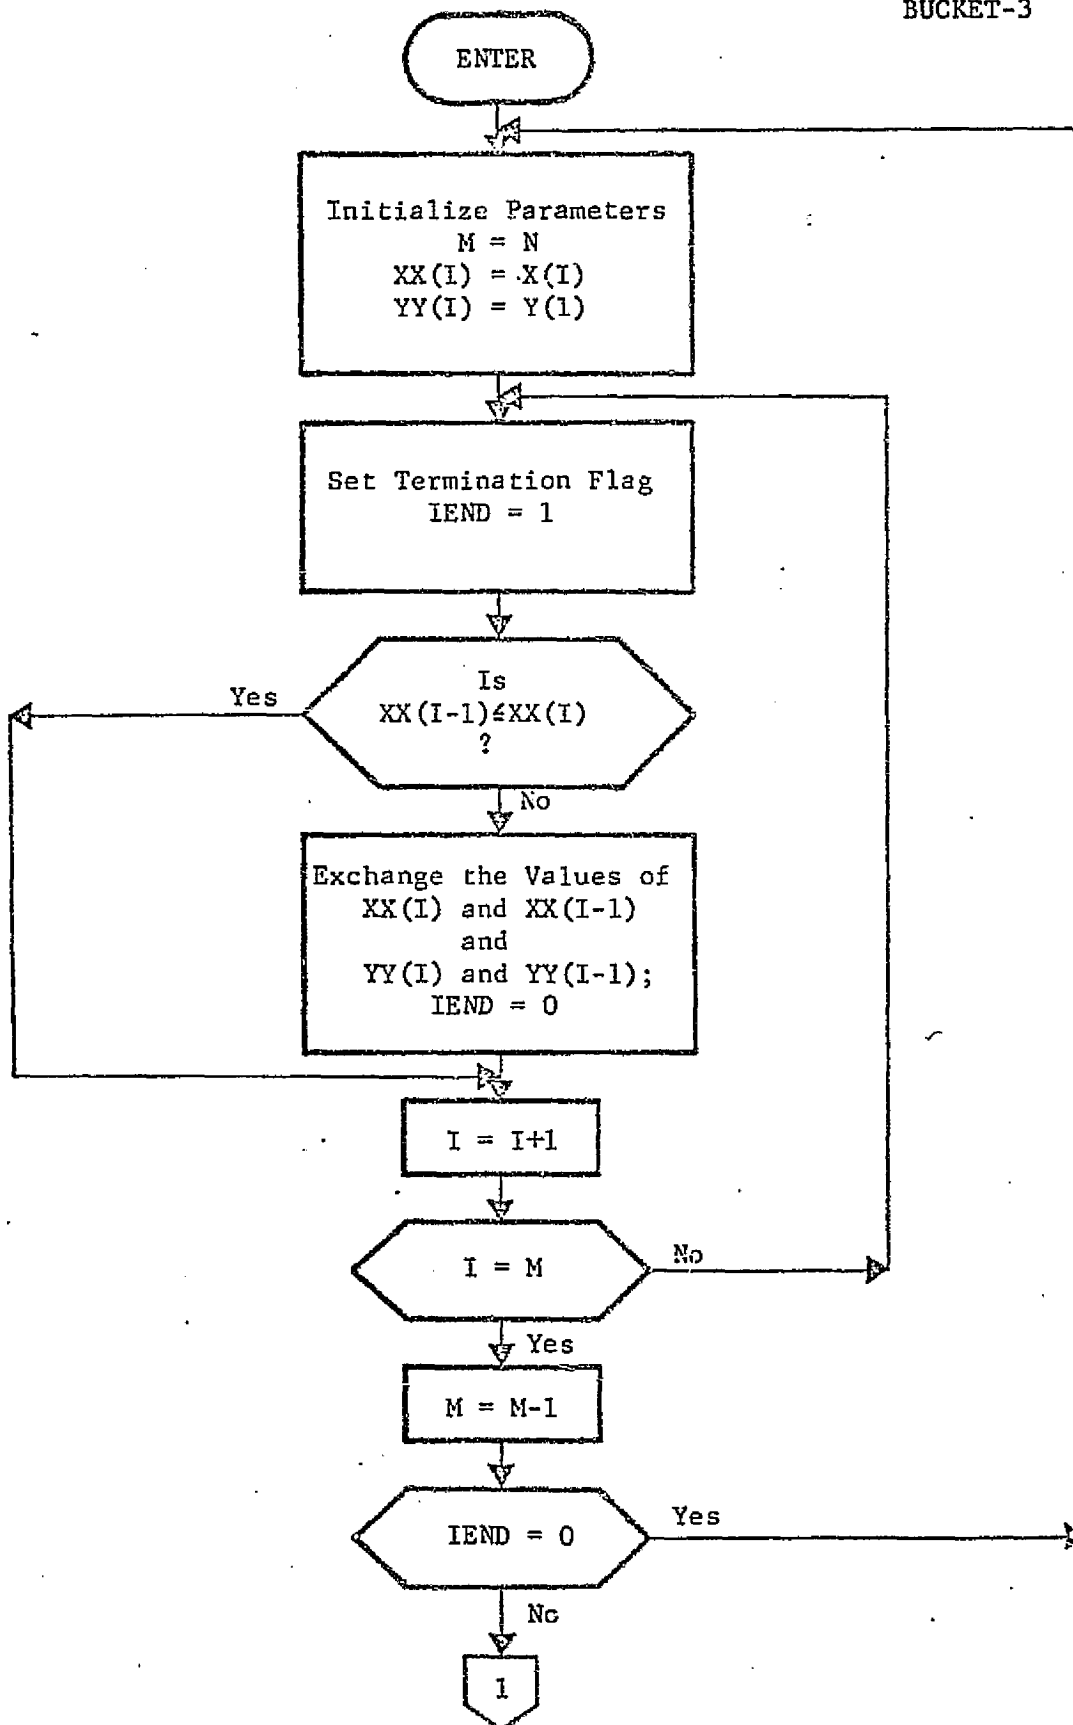 BUCKET-3
ENTER
Initialize Parameters
M = N
XX(I) = X(I)
YY(I) = Y(1)
Set Termination Flag
IEND = 1
Is
XX(I-1)≤XX(I)
?
Yes
No
Exchange the Values of
XX(I) and XX(I-1)
and
YY(I) and YY(I-1);
IEND = 0
I = I+1
I = M
No
Yes
M = M-1
IEND = 0
Yes
No
1